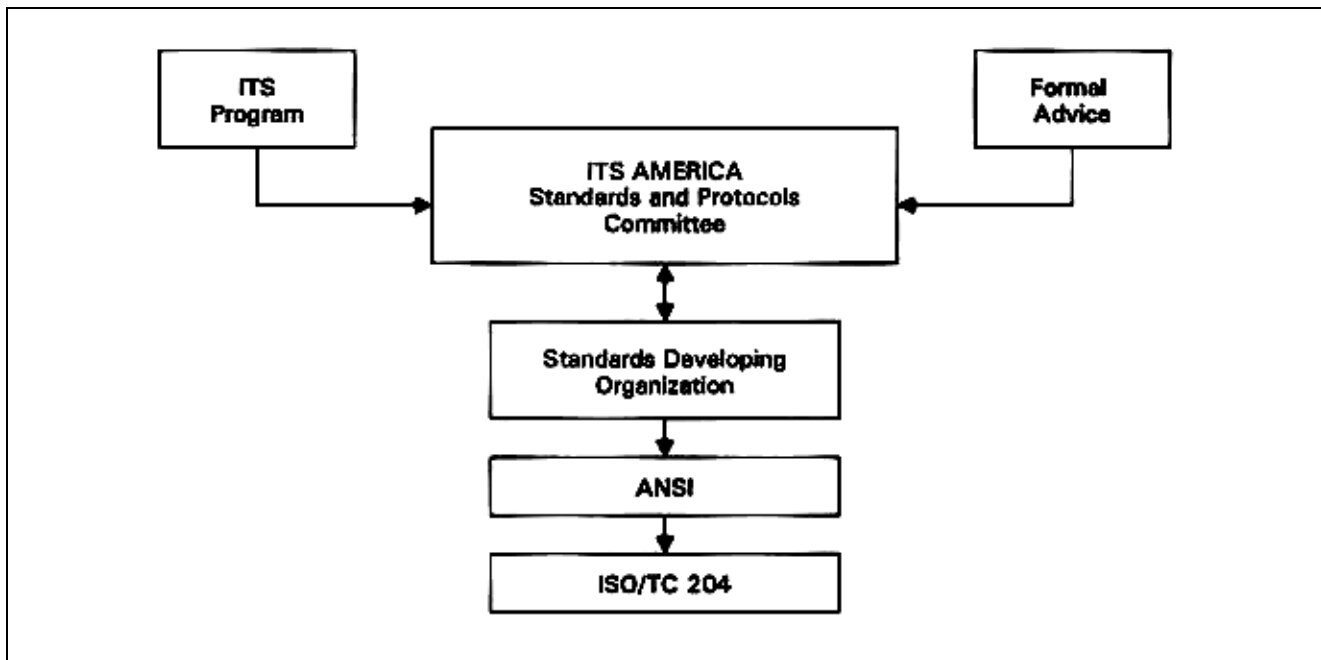 ITS
Program
Formal
Advice
ITS AMERICA
Standards and Protocols
Committee
Standards Developing
Organization
ANSI
ISO/TC 204